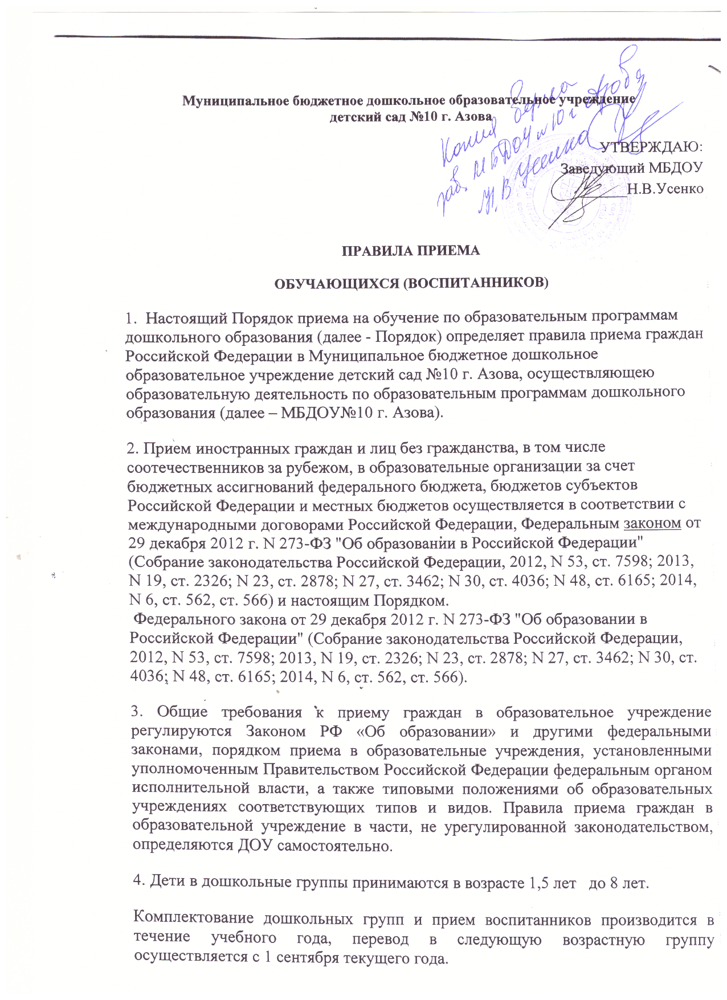 Муниципальное бюджетное дошкольное образовательное учреждение
детский сад №10 г. Азова
Копия верна
зав. МБДОУ №10 г. Азова
Н.В Усенко
УТВЕРЖДАЮ:
Заведующий МБДОУ
Н.В.Усенко
ПРАВИЛА ПРИЕМА
ОБУЧАЮЩИХСЯ (ВОСПИТАННИКОВ)
1. Настоящий Порядок приема на обучение по образовательным программам
дошкольного образования (далее - Порядок) определяет правила приема граждан
Российской Федерации в Муниципальное бюджетное дошкольное
образовательное учреждение детский сад №10 г. Азова, осуществляющею
образовательную деятельность по образовательным программам дошкольного
образования (далее – МБДОУ№10 г. Азова).
2. Прием иностранных граждан и лиц без гражданства, в том числе
соотечественников за рубежом, в образовательные организации за счет
бюджетных ассигнований федерального бюджета, бюджетов субъектов
Российской Федерации и местных бюджетов осуществляется в соответствии с
международными договорами Российской Федерации, Федеральным законом от
29 декабря 2012 г. N 273-ФЗ "Об образовании в Российской Федерации"
(Собрание законодательства Российской Федерации, 2012, N 53, ст. 7598; 2013,
N 19, ст. 2326; N 23, ст. 2878; N 27, ст. 3462; N 30, ст. 4036; N 48, ст. 6165; 2014,
N 6, ст. 562, ст. 566) и настоящим Порядком.
Федерального закона от 29 декабря 2012 г. N 273-ФЗ "Об образовании в
Российской Федерации" (Собрание законодательства Российской Федерации,
2012, N 53, ст. 7598; 2013, N 19, ст. 2326; N 23, ст. 2878; N 27, ст. 3462; N 30, ст.
4036; N 48, ст. 6165; 2014, N 6, ст. 562, ст. 566).
3. Общие требования к приему граждан в образовательное учреждение
регулируются Законом РФ «Об образовании» и другими федеральными
законами, порядком приема в образовательные учреждения, установленными
уполномоченным Правительством Российской Федерации федеральным органом
исполнительной власти, а также типовыми положениями об образовательных
учреждениях соответствующих типов и видов. Правила приема граждан в
образовательной учреждение в части, не урегулированной законодательством,
определяются ДОУ самостоятельно.
4. Дети в дошкольные группы принимаются в возрасте 1,5 лет до 8 лет.
Комплектование дошкольных групп и прием воспитанников производится в
течение учебного года, перевод в следующую возрастную группу
осуществляется с 1 сентября текущего года.